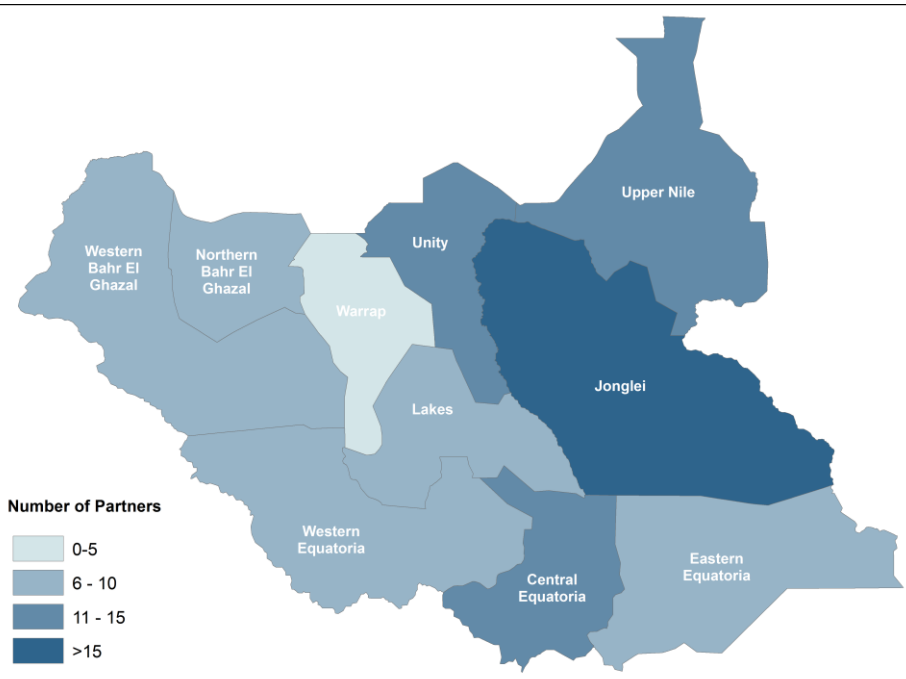 Upper Nile
Unity
Western
Bahr El
Ghazal
Northern
Bahr El
Ghazal
Warrap
Jonglei
Lakes
Western
Equatoria
Central
Equatoria
Eastern
Equatoria
Number of Partners
0-5
6 - 10
11 - 15
>15